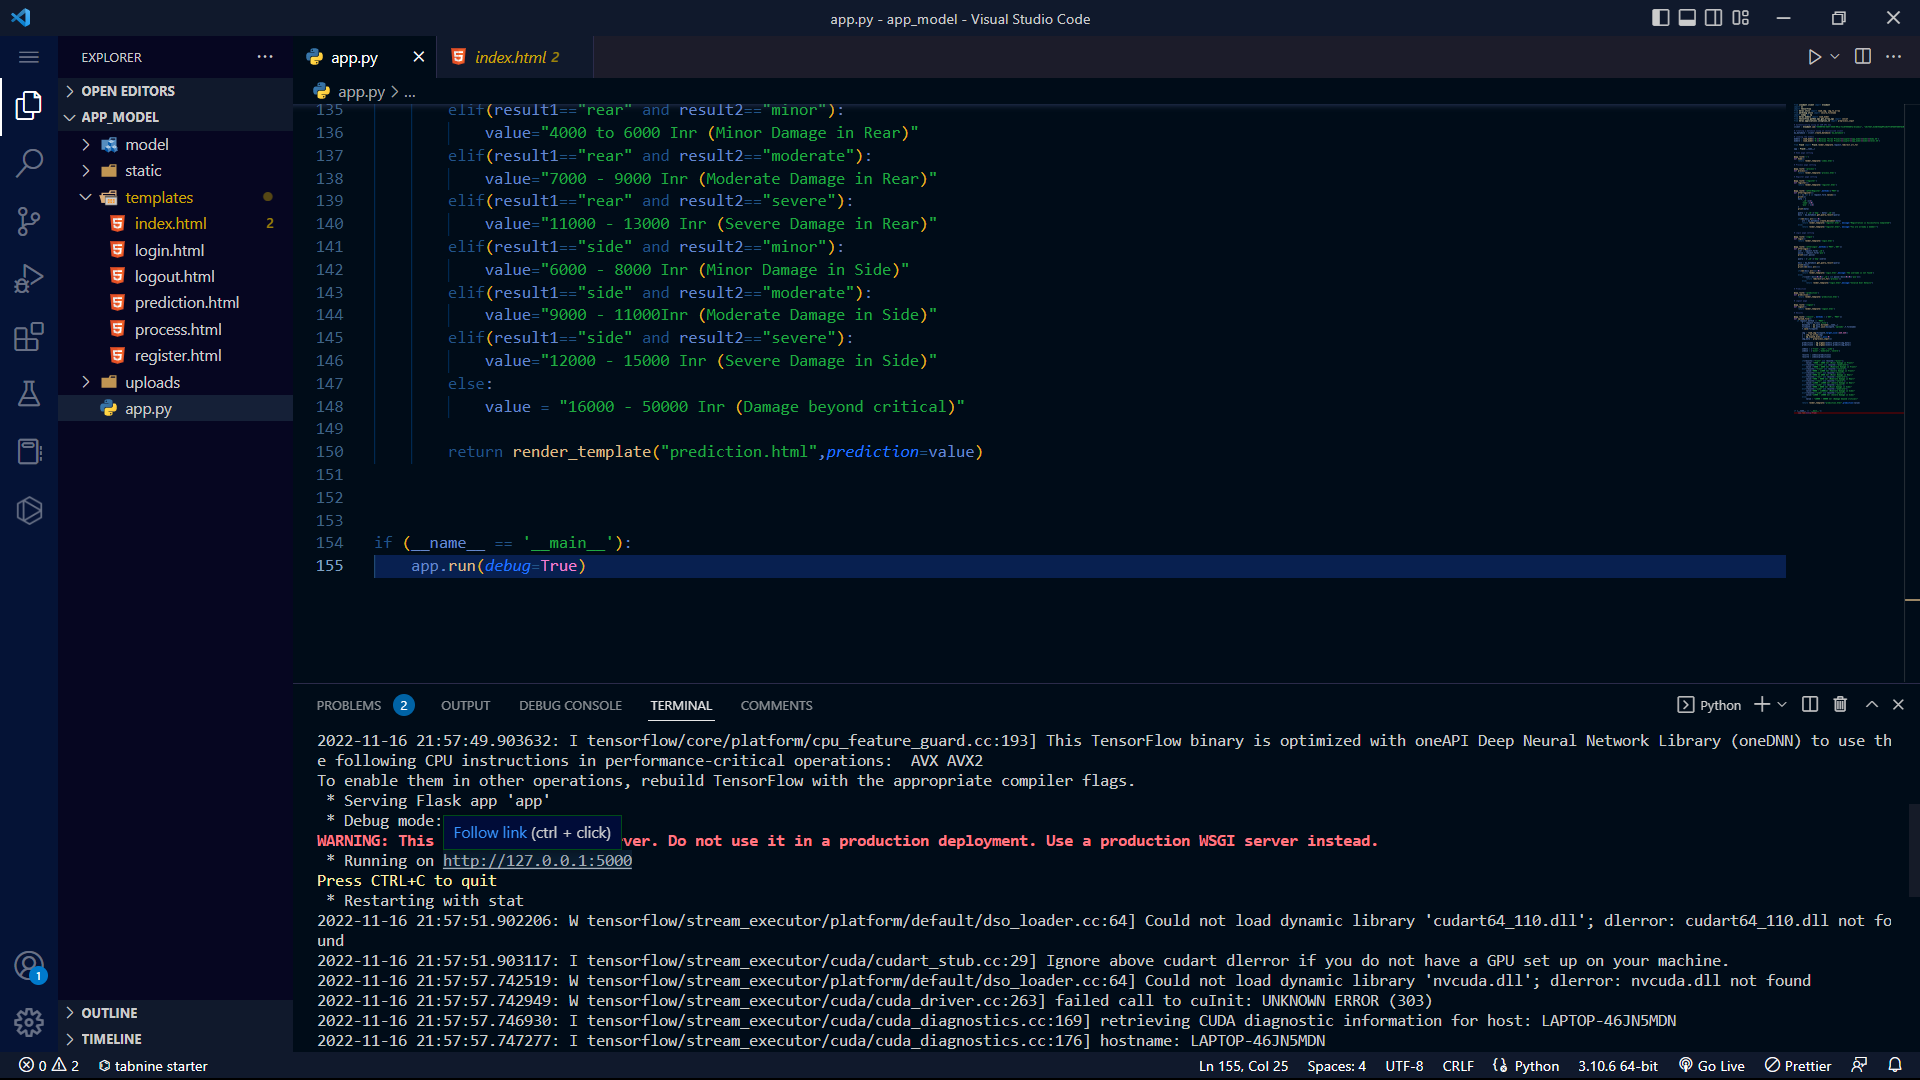 app.py - app_model - Visual Studio Code
EXPLORER
app.py
index.html 2
OPEN EDITORS
app.py > ...
APP_MODEL
model
static
templates
index.html 2
login.html
logout.html
prediction.html
process.html
register.html
uploads
app.py
OUTLINE
TIMELINE
135 elif(result1=="rear" and result2=="minor"):
136 value="4000 to 6000 Inr (Minor Damage in Rear)"
137 elif(result1=="rear" and result2=="moderate"):
138 value="7000 - 9000 Inr (Moderate Damage in Rear)"
139 elif(result1=="rear" and result2=="severe"):
140 value="11000 - 13000 Inr (Severe Damage in Rear)"
141 elif(result1=="side" and result2=="minor"):
142 value="6000 - 8000 Inr (Minor Damage in Side)"
143 elif(result1=="side" and result2=="moderate"):
144 value="9000 - 11000Inr (Moderate Damage in Side)"
145 elif(result1=="side" and result2=="severe"):
146 value="12000 - 15000 Inr (Severe Damage in Side)"
147 else:
148 value = "16000 - 50000 Inr (Damage beyond critical)"
149
150 return render_template("prediction.html",prediction=value)
151
152
153
154 if (__name__ == '__main__'):
155 app.run(debug=True)
PROBLEMS 2 OUTPUT DEBUG CONSOLE TERMINAL COMMENTS
Python
2022-11-16 21:57:49.903632: I tensorflow/core/platform/cpu_feature_guard.cc:193] This TensorFlow binary is optimized with oneAPI Deep Neural Network Library (oneDNN) to use th
e following CPU instructions in performance-critical operations:  AVX AVX2
To enable them in other operations, rebuild TensorFlow with the appropriate compiler flags.
* Serving Flask app 'app'
* Debug mode:
Follow link (ctrl + click)
WARNING: This ver. Do not use it in a production deployment. Use a production WSGI server instead.
* Running on http://127.0.0.1:5000
Press CTRL+C to quit
* Restarting with stat
2022-11-16 21:57:51.902206: W tensorflow/stream_executor/platform/default/dso_loader.cc:64] Could not load dynamic library 'cudart64_110.dll'; dlerror: cudart64_110.dll not fo
und
2022-11-16 21:57:51.903117: I tensorflow/stream_executor/cuda/cudart_stub.cc:29] Ignore above cudart dlerror if you do not have a GPU set up on your machine.
2022-11-16 21:57:57.742519: W tensorflow/stream_executor/platform/default/dso_loader.cc:64] Could not load dynamic library 'nvcuda.dll'; dlerror: nvcuda.dll not found
2022-11-16 21:57:57.742949: W tensorflow/stream_executor/cuda/cuda_driver.cc:263] failed call to cuInit: UNKNOWN ERROR (303)
2022-11-16 21:57:57.746930: I tensorflow/stream_executor/cuda/cuda_diagnostics.cc:169] retrieving CUDA diagnostic information for host: LAPTOP-46JN5MDN
2022-11-16 21:57:57.747277: I tensorflow/stream_executor/cuda/cuda_diagnostics.cc:176] hostname: LAPTOP-46JN5MDN
1
0 2 tabnine starter
Ln 155, Col 25 Spaces: 4 UTF-8 CRLF Python 3.10.6 64-bit Go Live Prettier